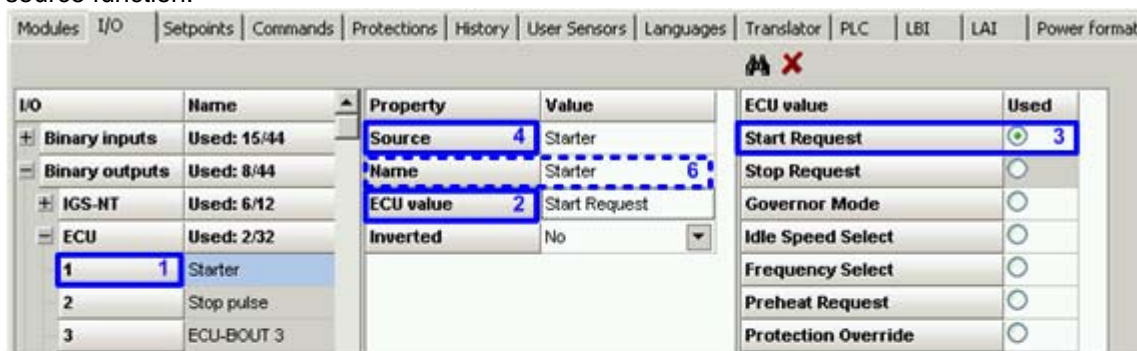 source function.
Modules I/O Setpoints Commands Protections History User Sensors Languages Translator PLC LBI LAI Power format
I/O Name Property Value ECU value Used
Binary inputs Used: 15/44 Source 4 Starter Start Request 3
Binary outputs Used: 8/44 Name Starter 6 Stop Request
IGS-NT Used: 6/12 ECU value 2 Start Request Governor Mode
ECU Used: 2/32 Inverted No Idle Speed Select
1 1 Starter Frequency Select
2 Stop pulse Preheat Request
3 ECU-BOUT 3 Protection Override